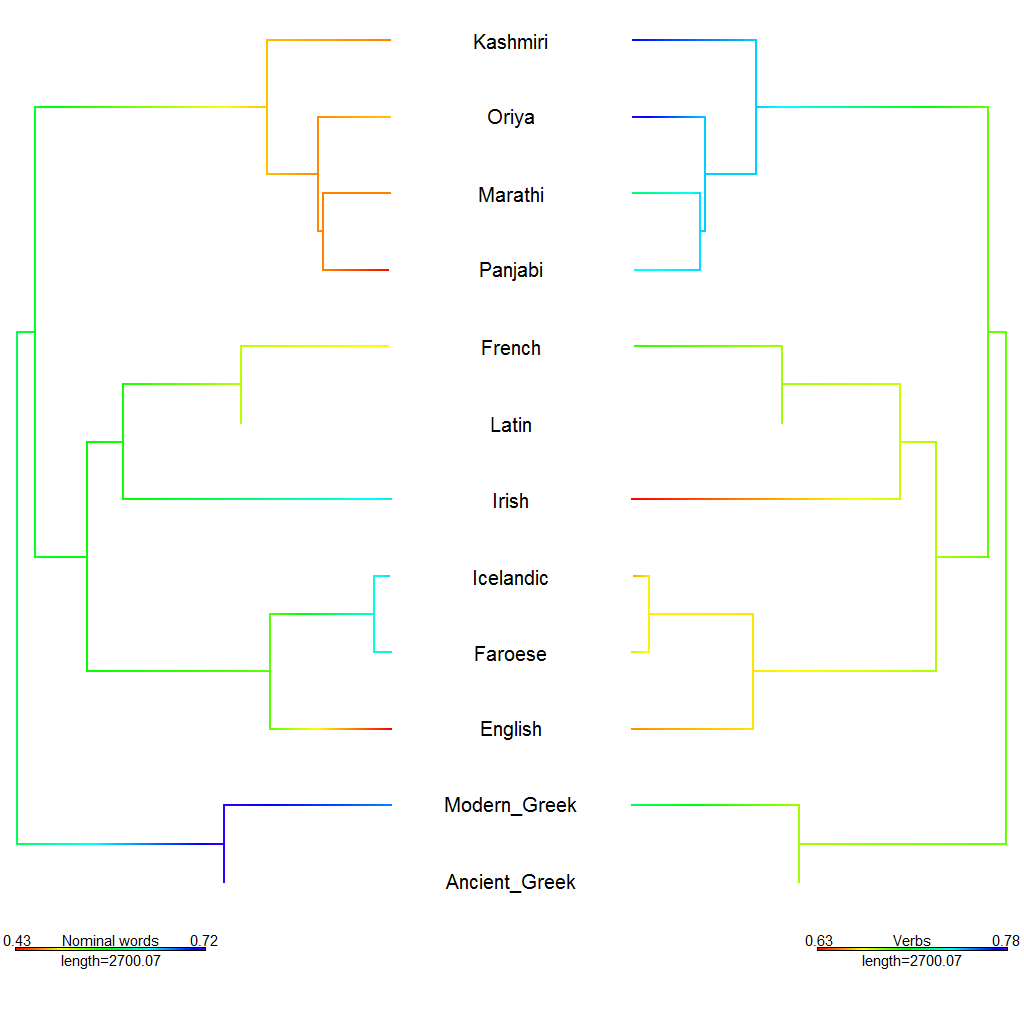 Kashmiri
Oriya
Marathi
Panjabi
French
Latin
Irish
Icelandic
Faroese
English
Modern_Greek
Ancient_Greek
0.43 Nominal words 0.72
length=2700.07
0.63 Verbs 0.78
length=2700.07